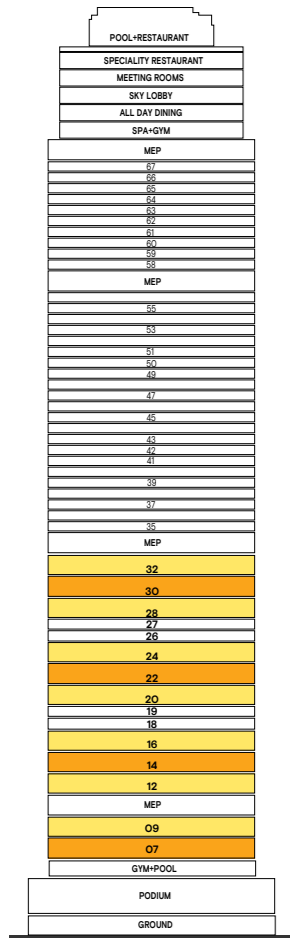 POOL+RESTAURANT
SPECIALITY RESTAURANT
MEETING ROOMS
SKY LOBBY
ALL DAY DINING
SPA+GYM
MEP
67
66
65
64
63
62
61
60
59
58
MEP
55
53
51
50
49
47
45
43
42
41
39
37
35
MEP
32
30
28
27
26
24
22
20
19
18
16
14
12
MEP
09
07
GYM+POOL
PODIUM
GROUND